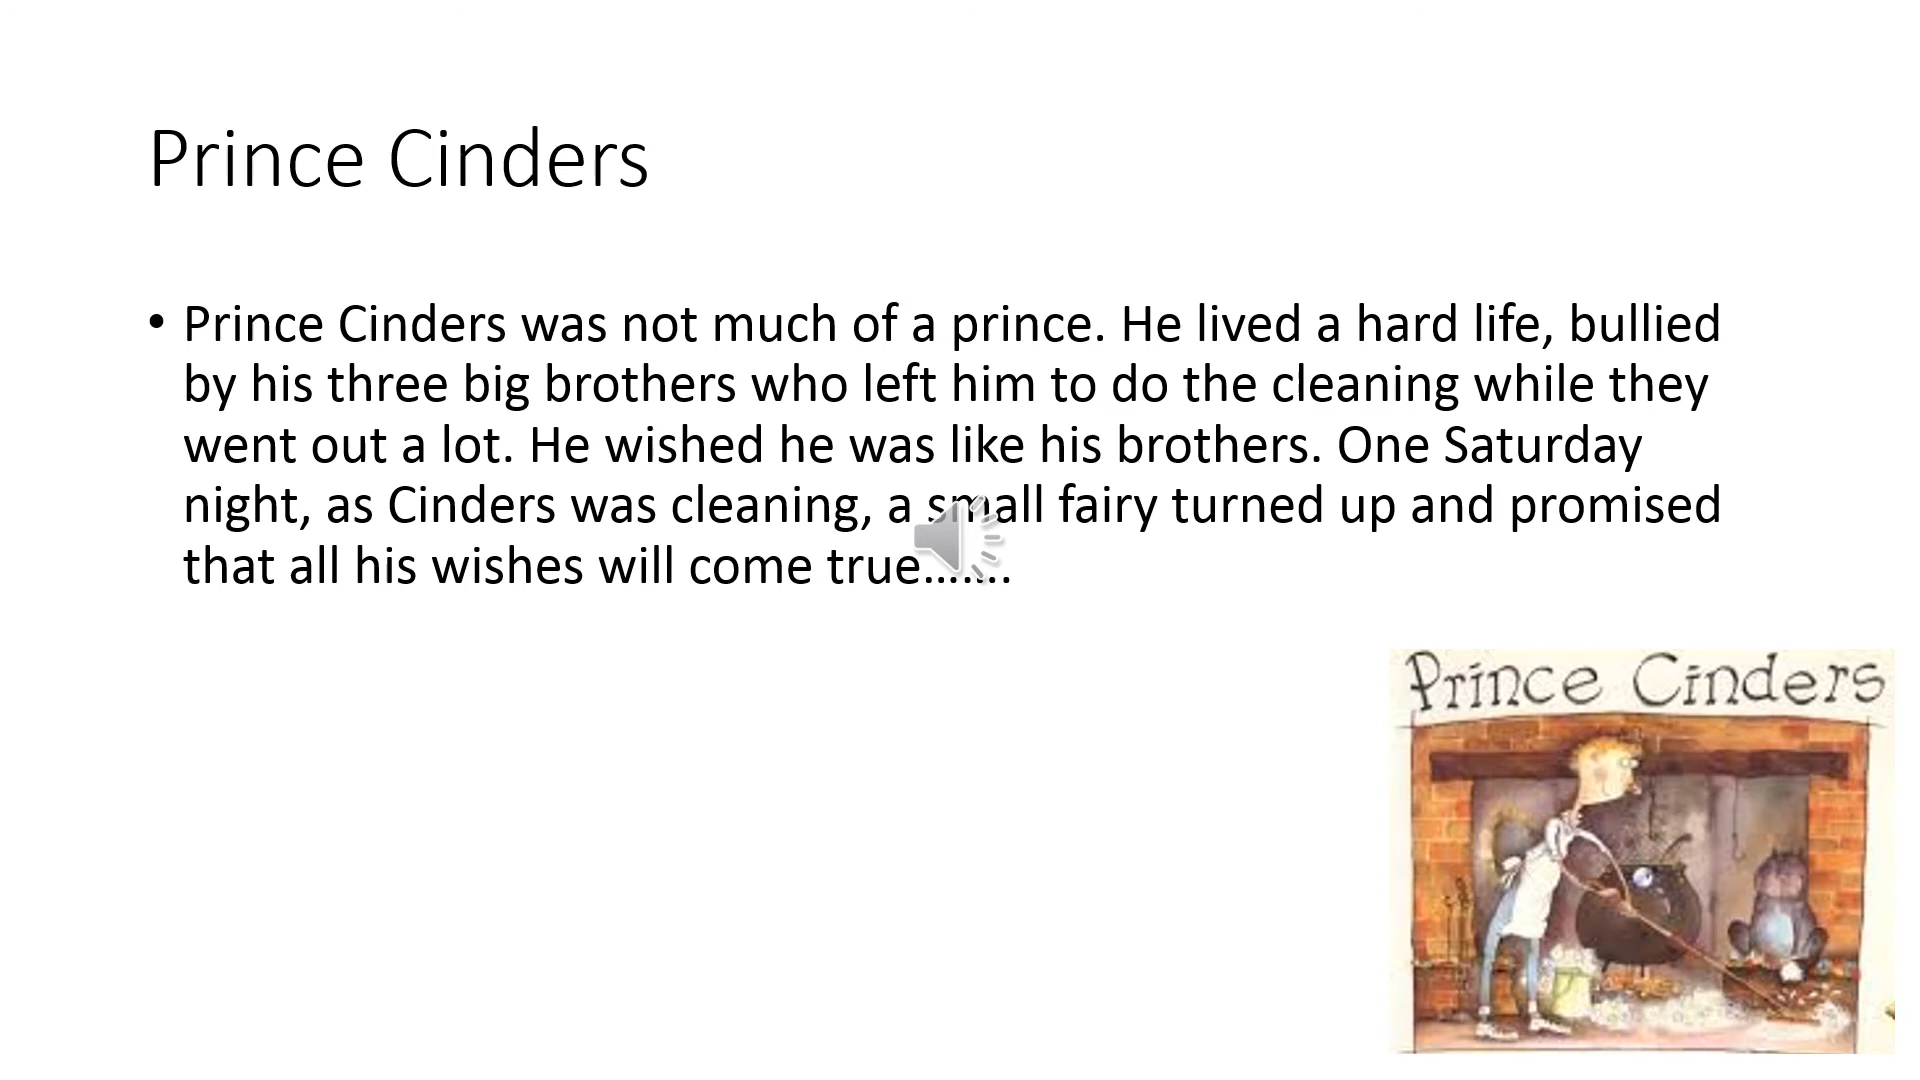 Prince Cinders
• Prince Cinders was not much of a prince. He lived a hard life, bullied
by his three big brothers who left him to do the cleaning while they
went out a lot. He wished he was like his brothers. One Saturday
night, as Cinders was cleaning, a small fairy turned up and promised
that all his wishes will come true…….
Prince Cinders